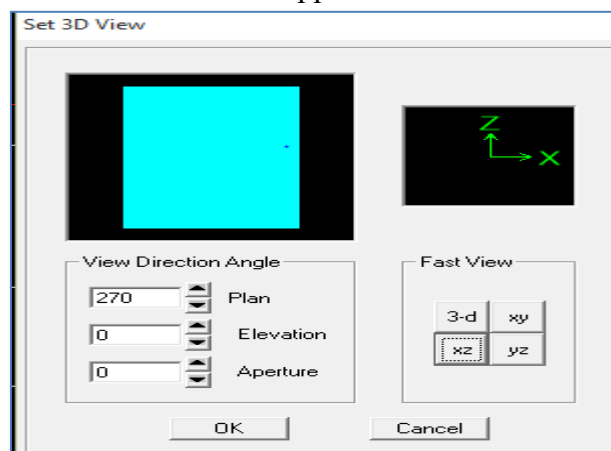 Set 3D View
Z
X
View Direction Angle
270 Plan
0 Elevation
0 Aperture
Fast View
3-d xy
xz yz
OK Cancel